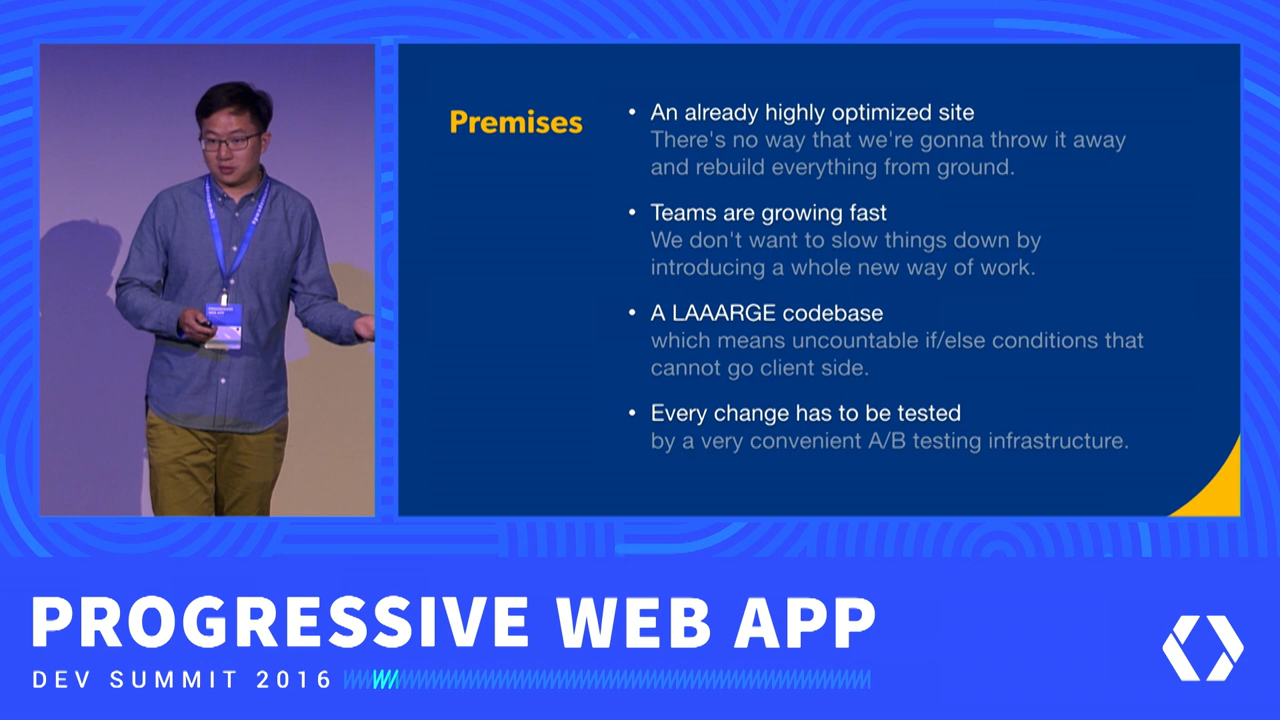 Premises
• An already highly optimized site
There's no way that we're gonna throw it away
and rebuild everything from ground.
• Teams are growing fast
We don't want to slow things down by
introducing a whole new way of work.
• A LAAARGE codebase
which means uncountable if/else conditions that
cannot go client side.
• Every change has to be tested
by a very convenient A/B testing infrastructure.
PROGRESSIVE WEB APP
DEV SUMMIT 2016